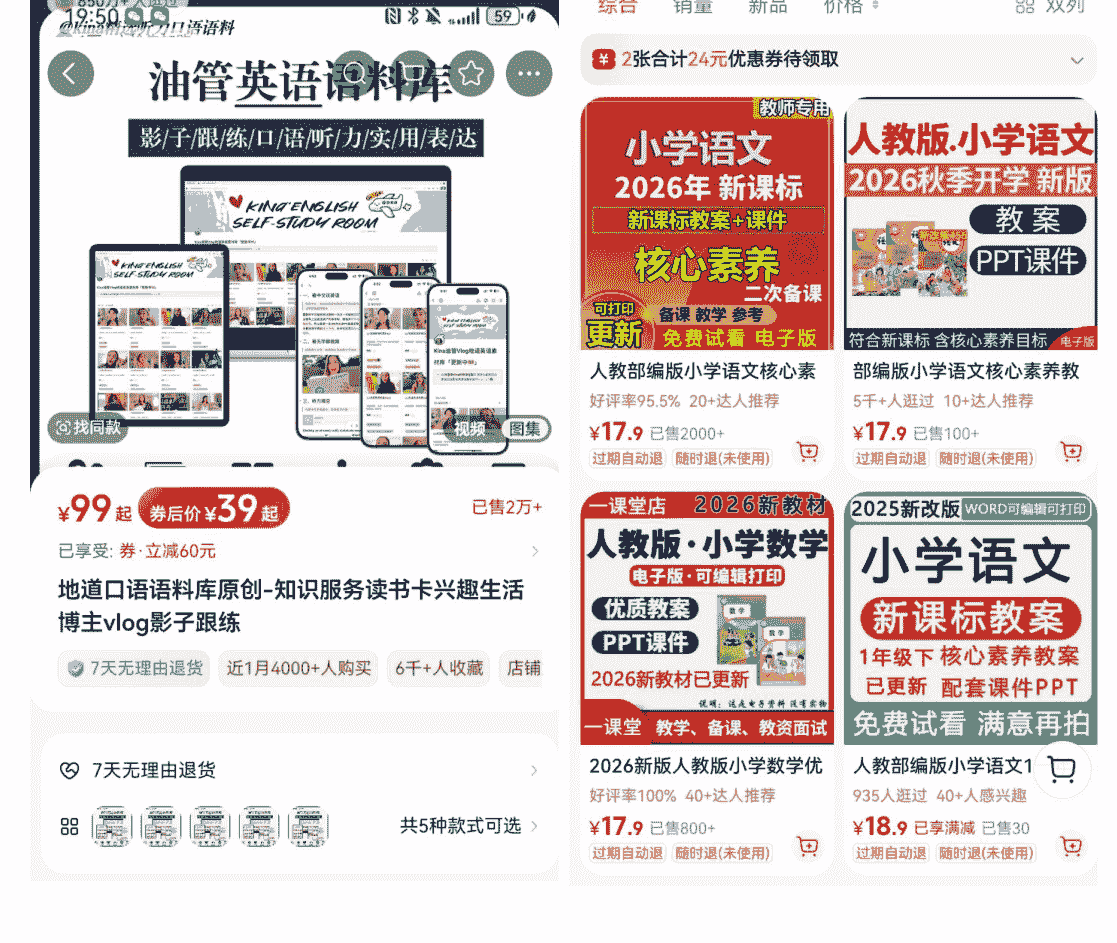 19:50
59
口语语料
油管英语语料库
影/子/跟/练/口/语/听/力/实/用/表/达
KING ENGLISH
SELF-STUDY ROOM
KING ENGLISH
SELF-STUDY ROOM
找同款
视频
图集
¥99起
券后价¥39起
已售2万+
已享受: 券·立减60元
地道口语语料库原创-知识服务读书卡兴趣生活
博主vlog影子跟练
7天无理由退货
近1月4000+人购买
6千+人收藏
店铺
7天无理由退货
共5种款式可选
综合
销量
新品
价格
双列
2张合计24元优惠券待领取
教师专用
小学语文
2026年 新课标
新课标教案+课件
核心素养
二次备课
可打印
更新
备课 教学 参考
免费试看 电子版
人教部编版小学语文核心素
好评率95.5% 20+达人推荐
¥17.9 已售2000+
过期自动退 随时退(未使用)
人教版.小学语文
2026秋季开学 新版
教 案
PPT课件
符合新课标 含核心素养目标
电子版
部编版小学语文核心素养教
5千+人逛过 10+达人推荐
¥17.9 已售100+
过期自动退 随时退(未使用)
一课堂店
2026新教材
人教版·小学数学
电子版·可编辑打印
优质教案
PPT课件
数学
数学
2026新教材已更新
说明：这是电子资料 没有实物
一课堂
教学、备课、教资面试
2026新版人教版小学数学优
好评率100% 40+达人推荐
¥17.9 已售800+
过期自动退 随时退(未使用)
2025新改版
WORD可编辑可打印
小学语文
新课标教案
1年级下 核心素养教案
已更新 配套课件PPT
免费试看 满意再拍
人教部编版小学语文1
935人逛过 40+人感兴趣
¥18.9 已享满减 已售30
过期自动退 随时退(未使用)